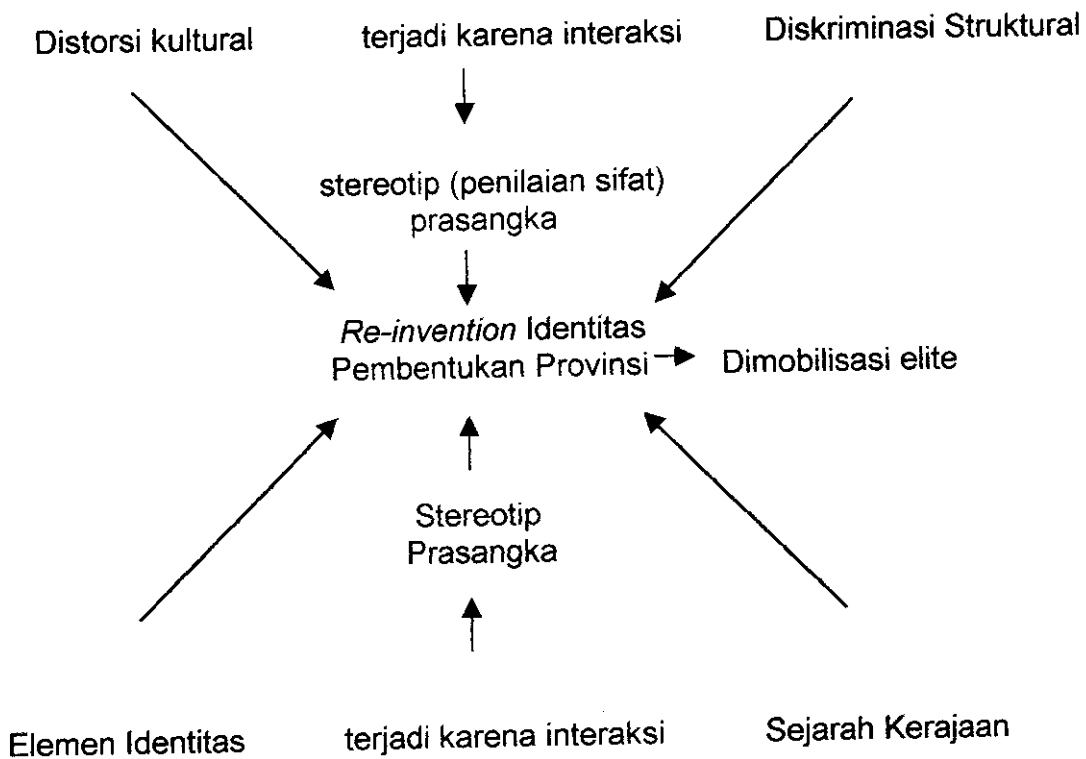 Distorsi kultural
terjadi karena interaksi
Diskriminasi Struktural
stereotip (penilaian sifat)
prasangka
Re-invention Identitas
Pembentukan Provinsi
Dimobilisasi elite
Stereotip
Prasangka
Elemen Identitas
terjadi karena interaksi
Sejarah Kerajaan